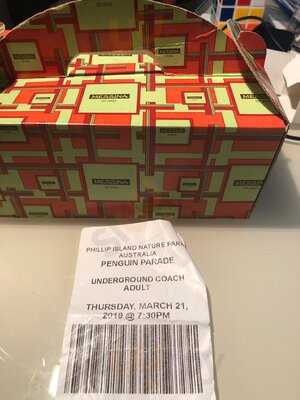 MESSINA
MESSINA
MESSINA
PHILLIP ISLAND NATURE PARK
AUSTRALIA
PENGUIN PARADE
UNDERGROUND COACH
ADULT
THURSDAY, MARCH 21,
2019 @ 7:30PM